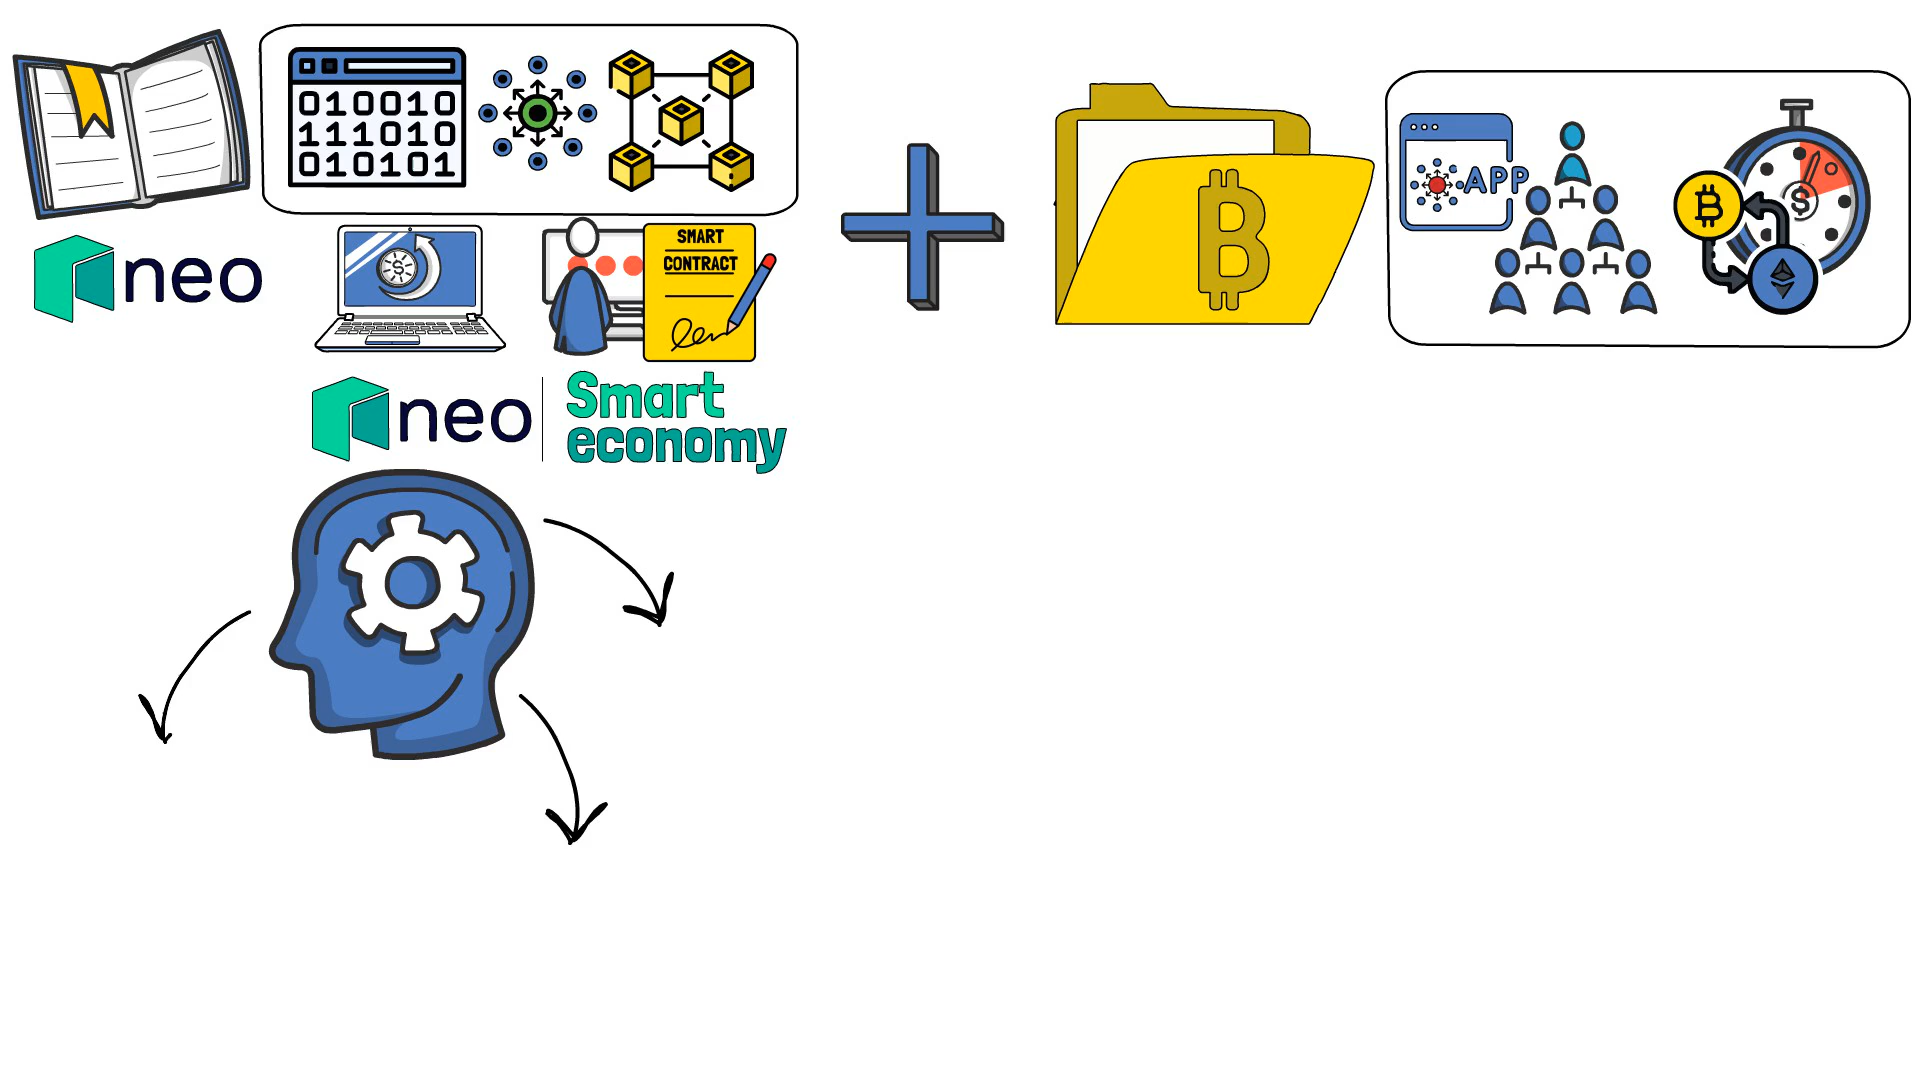 010010
111010
010101
APP
neo
SMART
CONTRACT
neo
Smart
economy